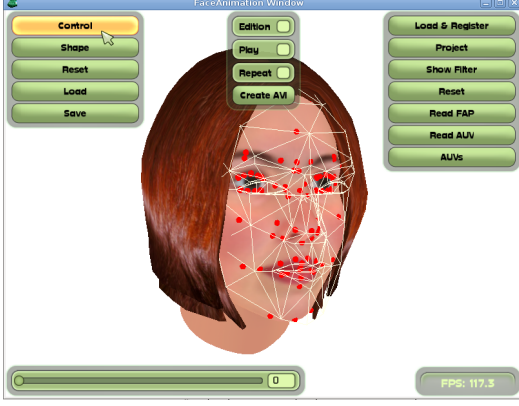 FaceAnimation Window
Control
Shape
Reset
Load
Save
Edition
Play
Repeat
Create AVI
Load & Register
Project
Show Filter
Reset
Read FAP
Read AUV
AUVs
0
FPS: 117.3